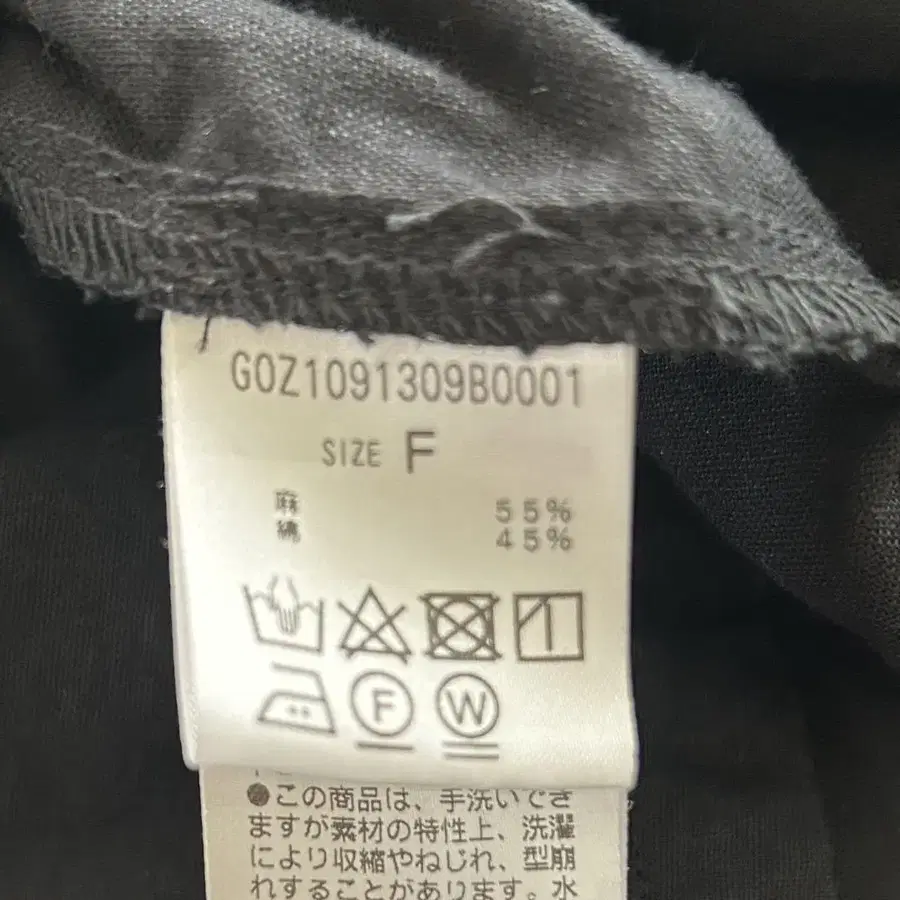 GOZ1091309B0001
SIZE F
麻 55%
綿 45%
F W
●この商品は、手洗いでき
ますが素材の特性上、洗濯
により収縮やねじれ、型崩
れすることがあります。水